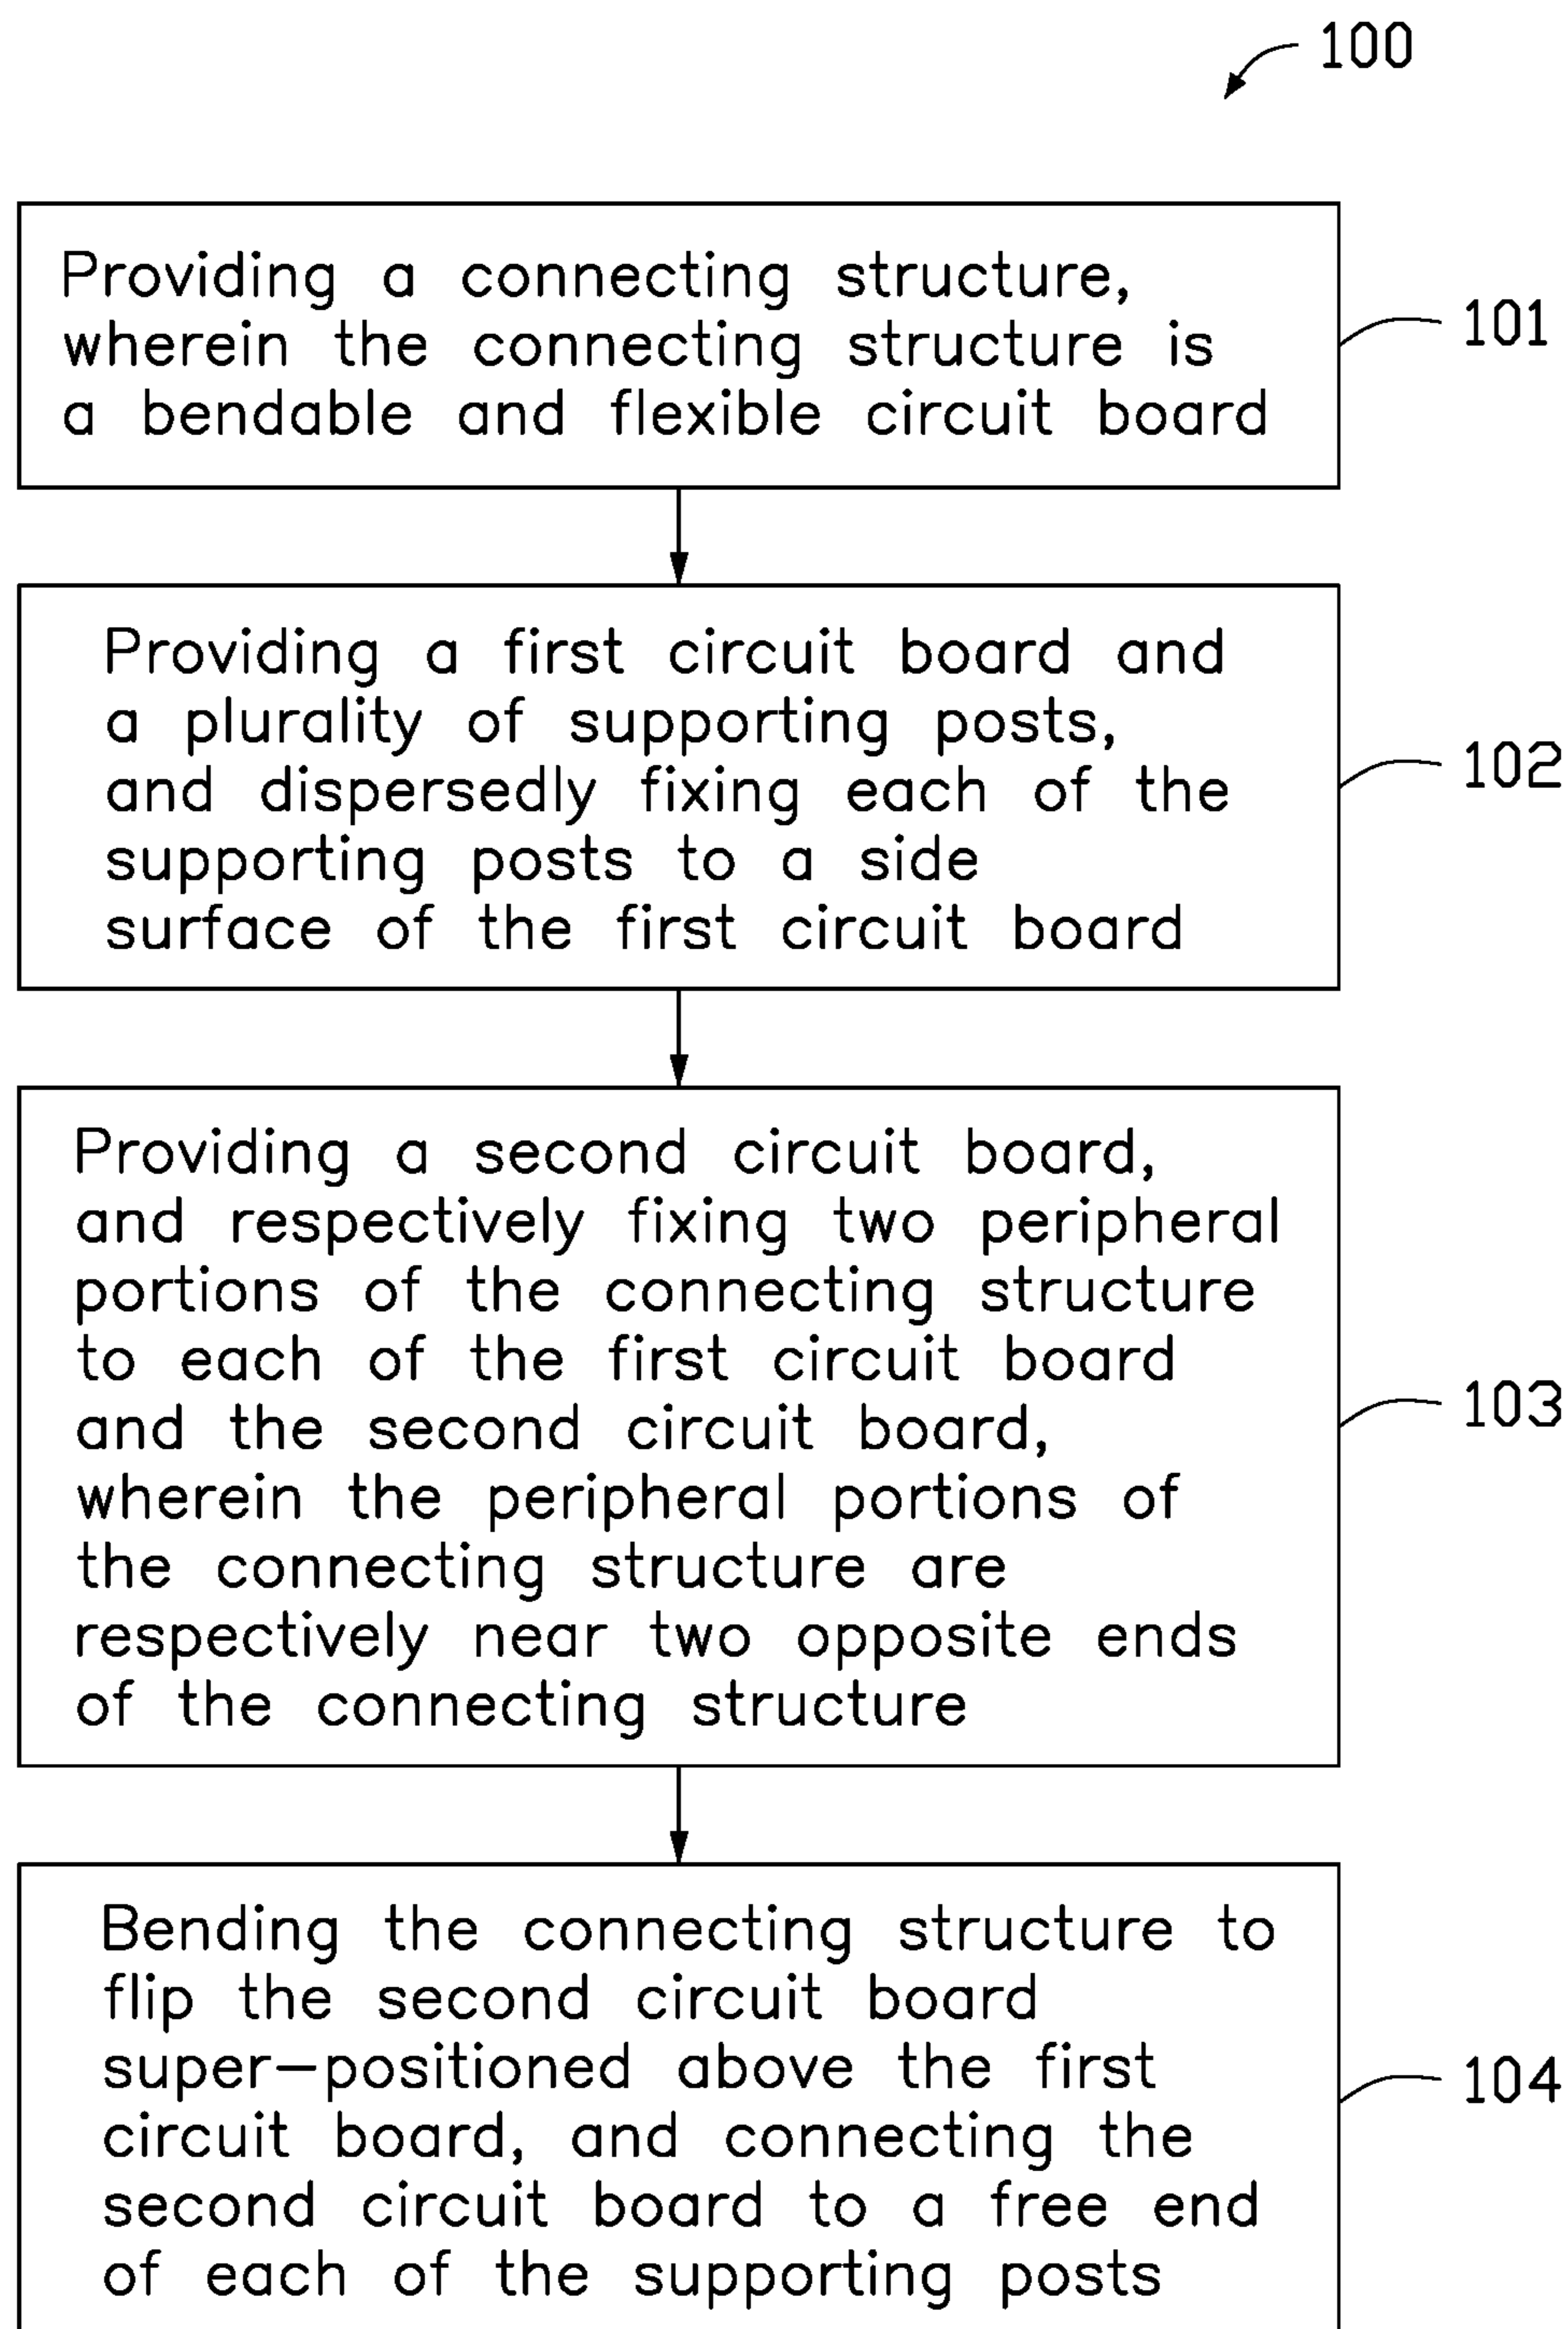 100
Providing a connecting structure,
wherein the connecting structure is
a bendable and flexible circuit board
101
Providing a first circuit board and
a plurality of supporting posts,
and dispersedly fixing each of the
supporting posts to a side
surface of the first circuit board
102
Providing a second circuit board,
and respectively fixing two peripheral
portions of the connecting structure
to each of the first circuit board
and the second circuit board,
wherein the peripheral portions of
the connecting structure are
respectively near two opposite ends
of the connecting structure
103
Bending the connecting structure to
flip the second circuit board
super-positioned above the first
circuit board, and connecting the
second circuit board to a free end
of each of the supporting posts
104